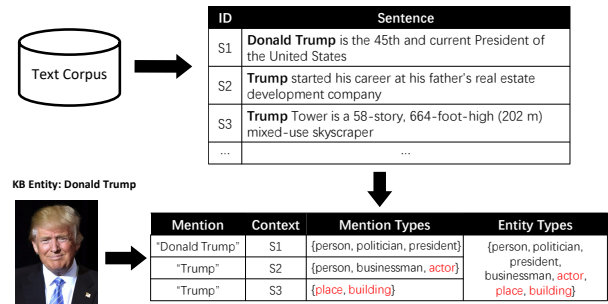 ID Sentence
S1 Donald Trump is the 45th and current President of
the United States
S2 Trump started his career at his father's real estate
development company
S3 Trump Tower is a 58-story, 664-foot-high (202 m)
mixed-use skyscraper
... ...
Text Corpus
KB Entity: Donald Trump
Mention Context Mention Types Entity Types
"Donald Trump" S1 {person, politician, president}
"Trump" S2 {person, businessman, actor}
"Trump" S3 {place, building}
{person, politician,
president,
businessman, actor,
place, building}